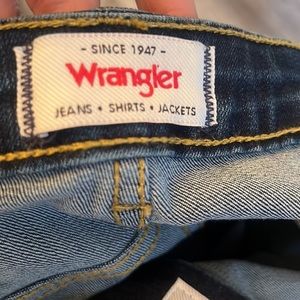 - SINCE 1947 -
Wrangler
JEANS • SHIRTS • JACKETS